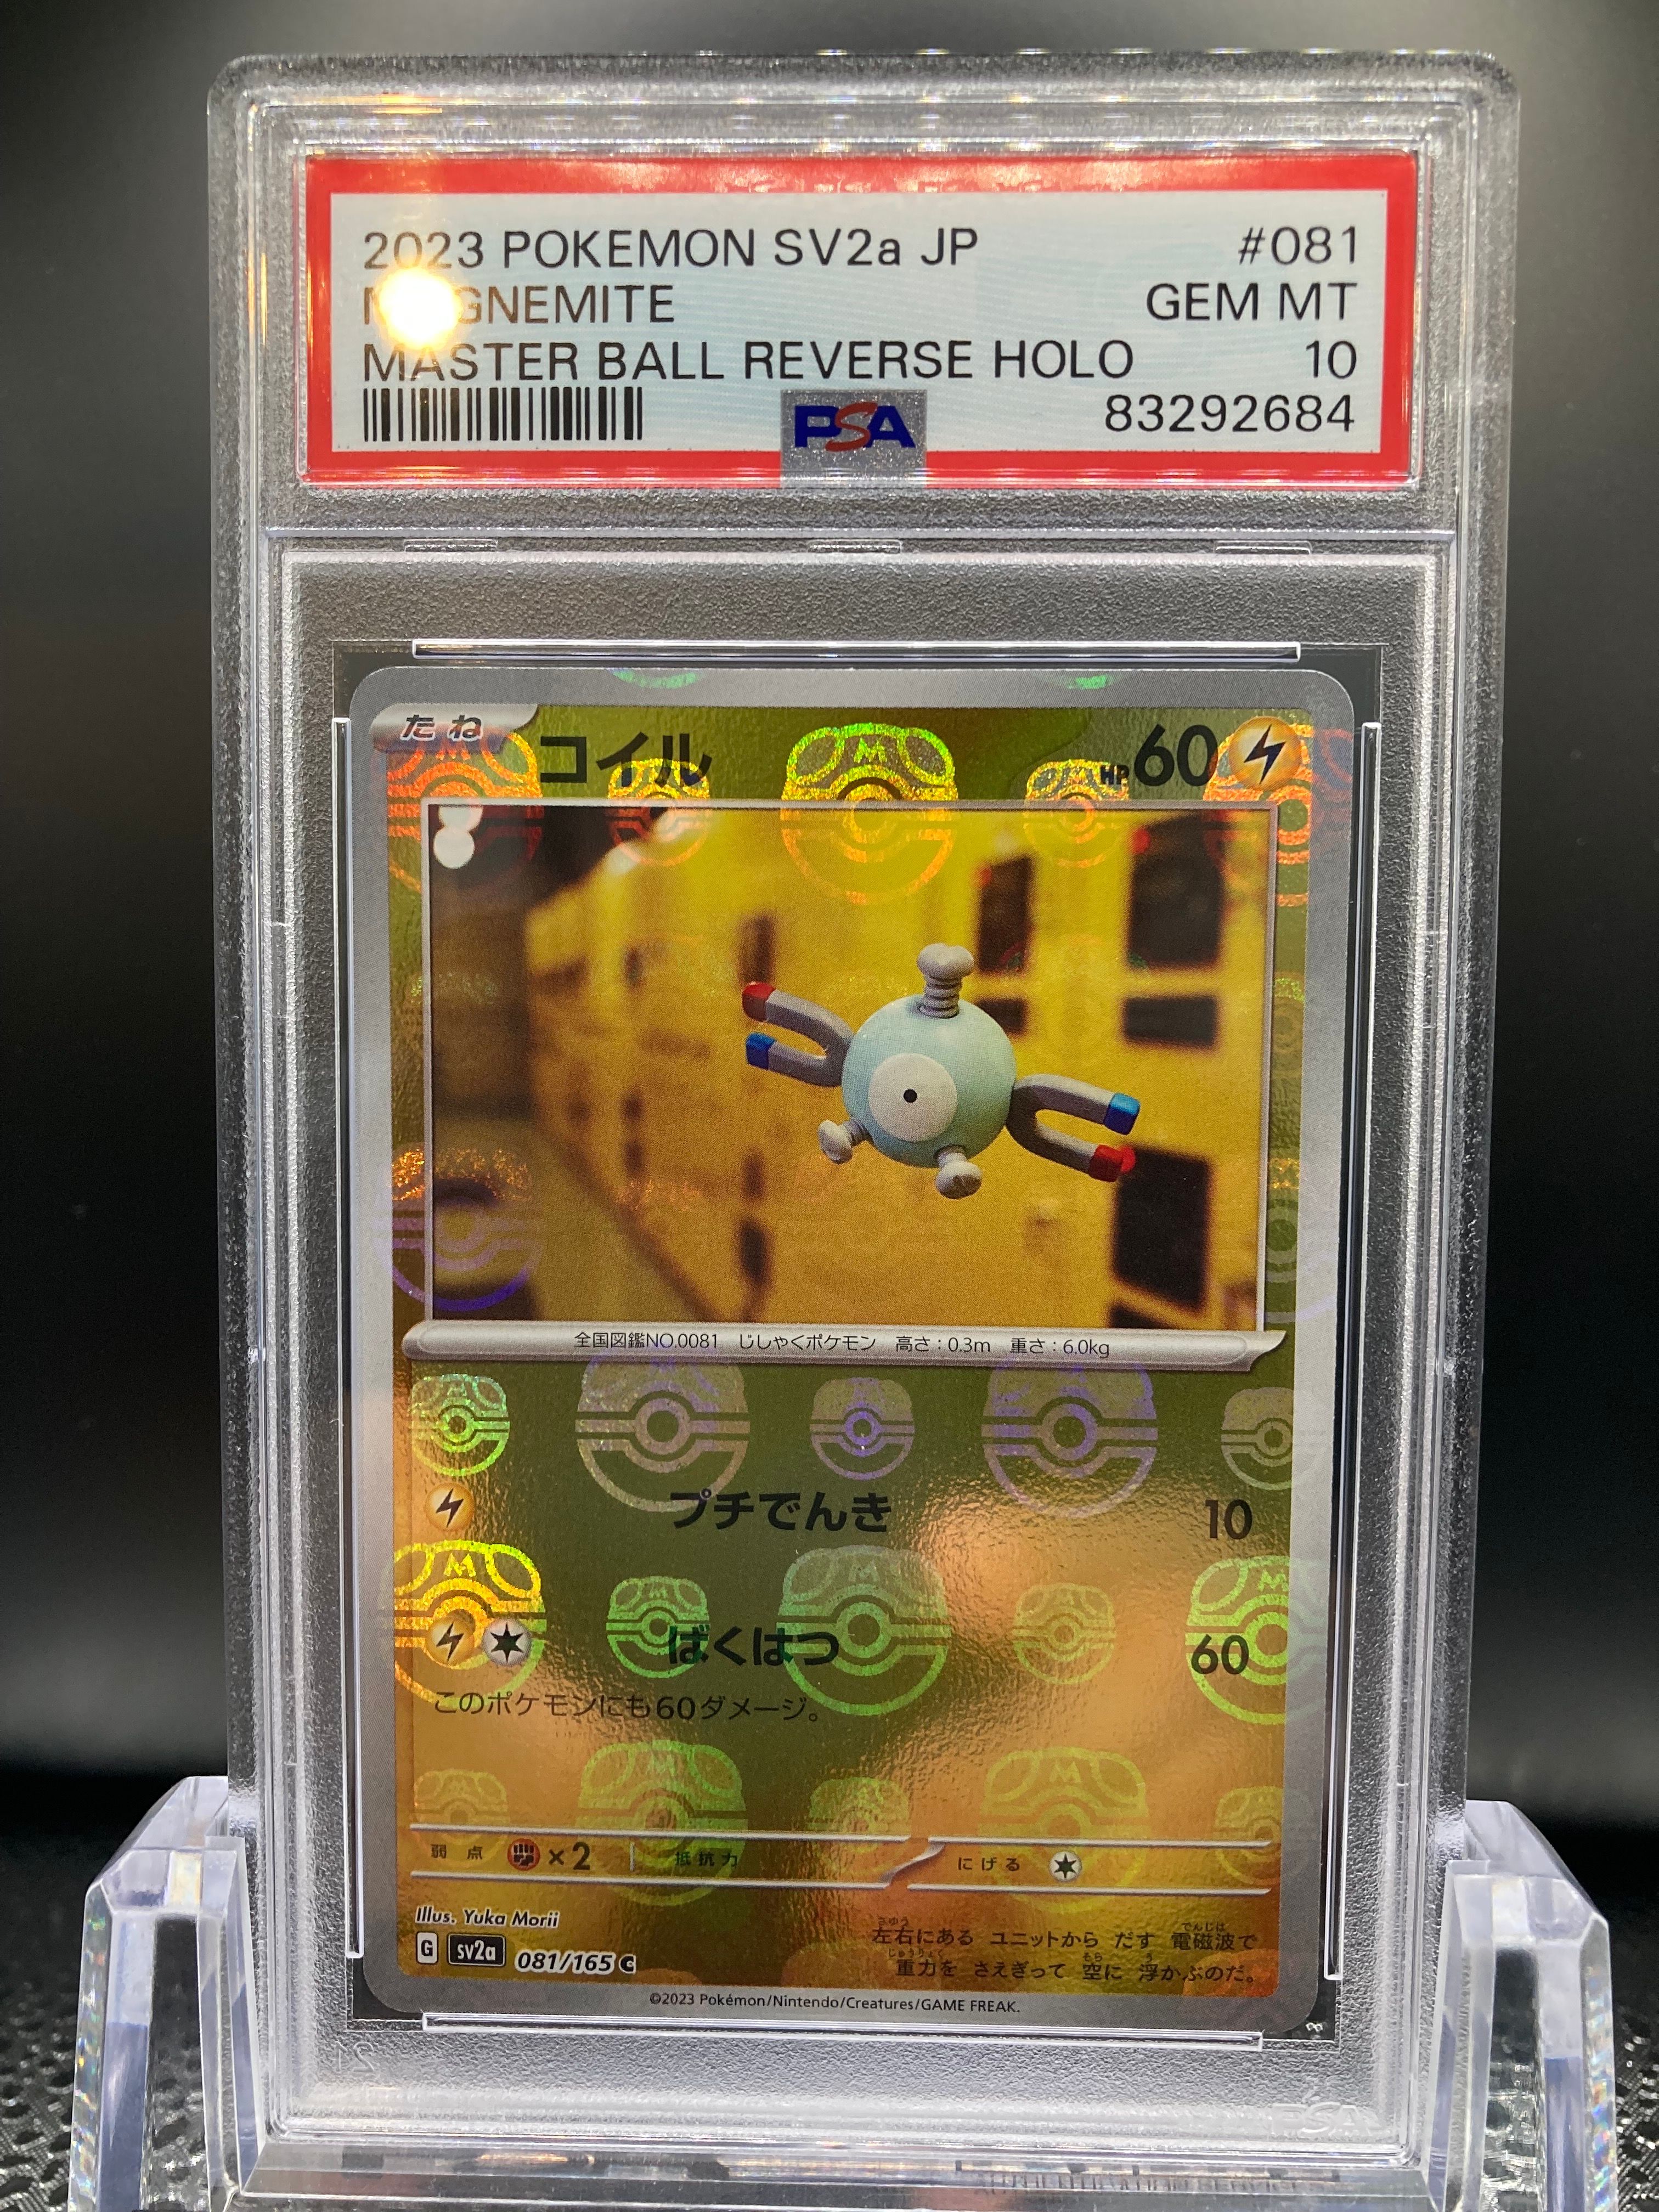 2023 POKEMON SV2a JP #081
GEM MT
MASTER BALL REVERSE HOLO 10
PSA 83292684
たね コイル HP60
全国図鑑NO.0081 じしゃくポケモン 高さ：0.3m 重さ：6.0kg
プチでんき 10
ばくはつ 60
このポケモンにも60ダメージ。
弱点 ×2 抵抗力 にげる
Illus. Yuka Morii
G sv2a 081/165 C
左右にある ユニットから だす 電磁波で
重力を さえぎって 空に 浮かぶのだ。
©2023 Pokémon/Nintendo/Creatures/GAME FREAK.